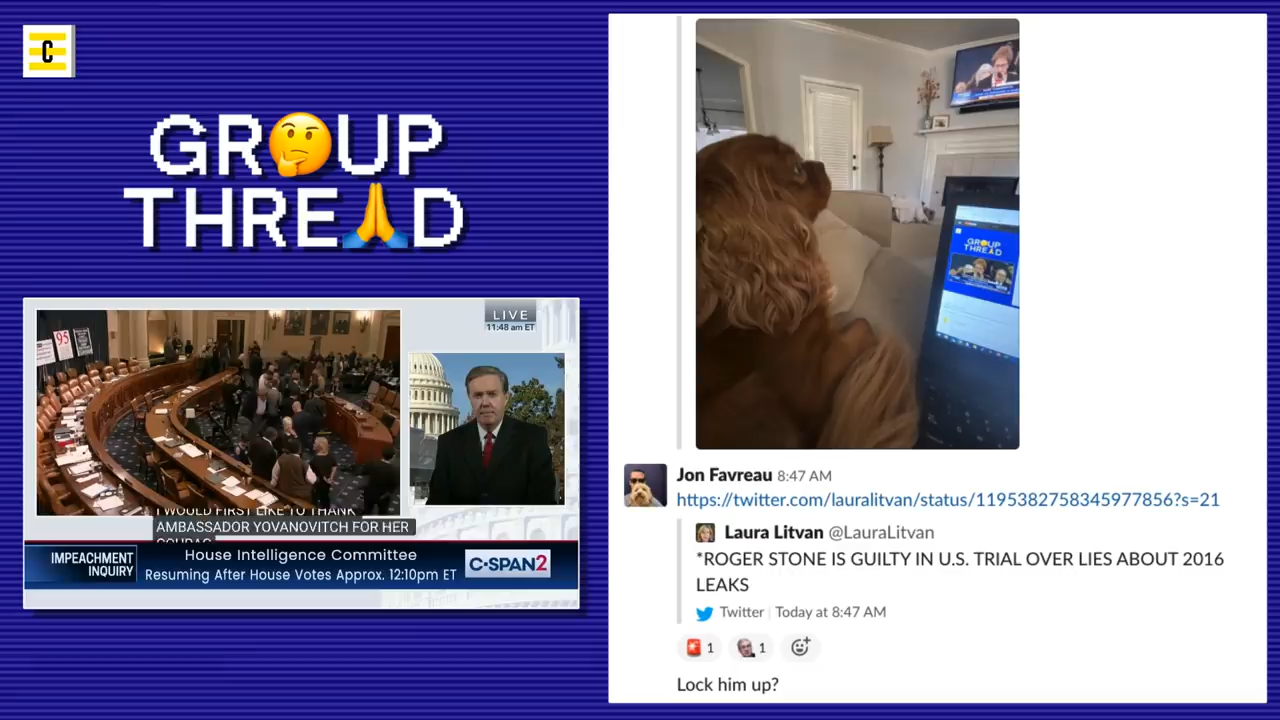 C
GROUP
THREAD
95
LIVE
11:48 am ET
I WOULD FIRST LIKE TO THANK
AMBASSADOR YOVANOVITCH FOR HER
COURAG
IMPEACHMENT
INQUIRY
House Intelligence Committee
Resuming After House Votes Approx. 12:10pm ET
C-SPAN2
GROUP
THREAD
Jon Favreau 8:47 AM
https://twitter.com/lauralitvan/status/1195382758345977856?s=21
Laura Litvan @LauraLitvan
*ROGER STONE IS GUILTY IN U.S. TRIAL OVER LIES ABOUT 2016
LEAKS
Twitter Today at 8:47 AM
1
1
Lock him up?